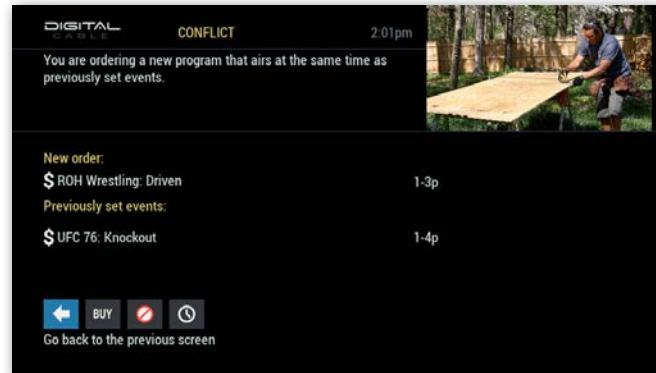 DIGITAL
CABLE
CONFLICT
2:01pm
You are ordering a new program that airs at the same time as
previously set events.
New order:
$ ROH Wrestling: Driven 1-3p
Previously set events:
$ UFC 76: Knockout 1-4p
BUY
Go back to the previous screen